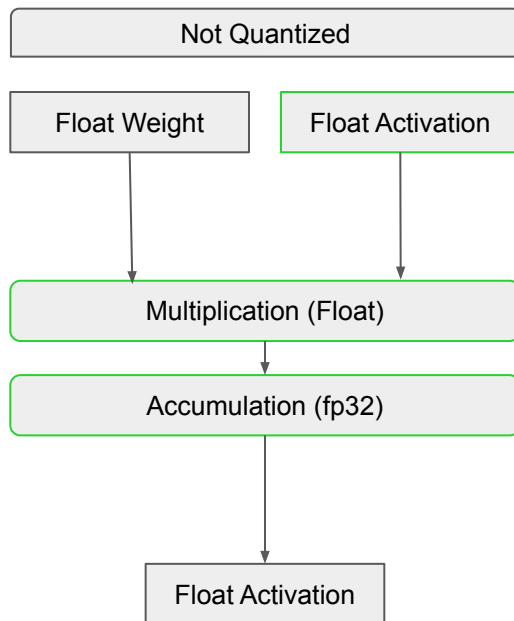 Not Quantized
Float Weight
Float Activation
Multiplication (Float)
Accumulation (fp32)
Float Activation